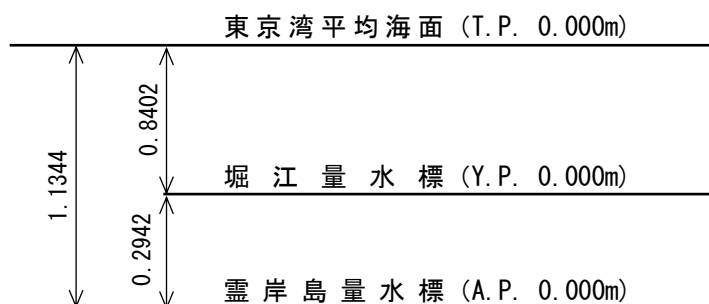 東京湾平均海面 (T.P. 0.000m)
0.8402
1.1344
堀江量水標 (Y.P. 0.000m)
0.2942
霊岸島量水標 (A.P. 0.000m)